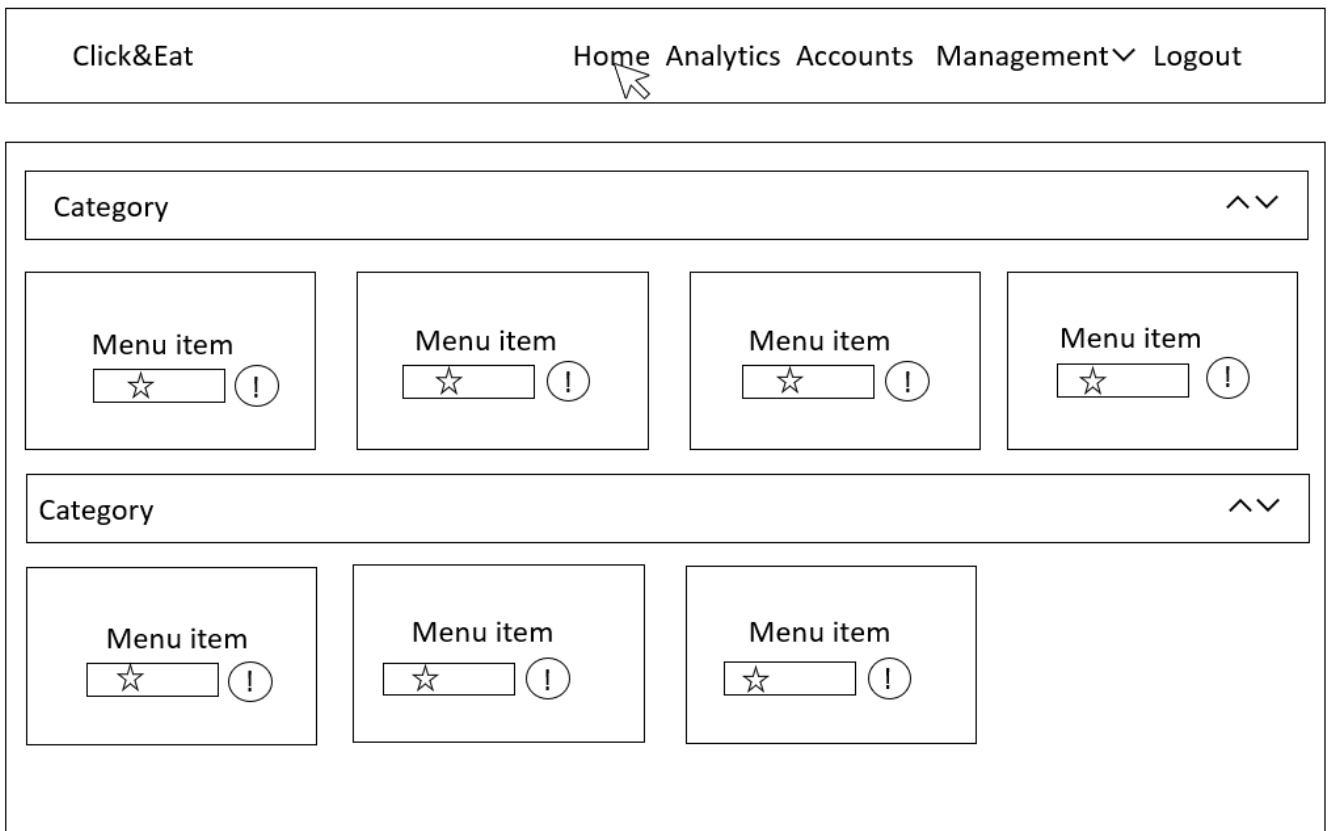 Click&Eat Home Analytics Accounts Management Logout
Category
Menu item Menu item Menu item Menu item
! ! ! !
Category
Menu item Menu item Menu item
! ! !